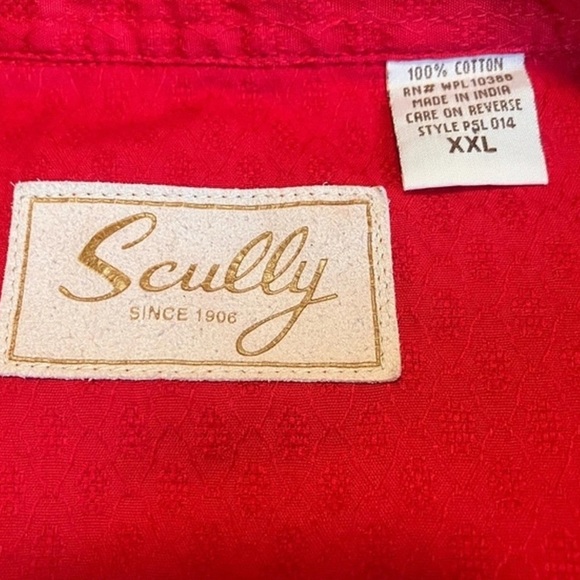 100% COTTON
RN# WPL10366
MADE IN INDIA
CARE ON REVERSE
STYLE PSL014
XXL
Scully
SINCE 1906